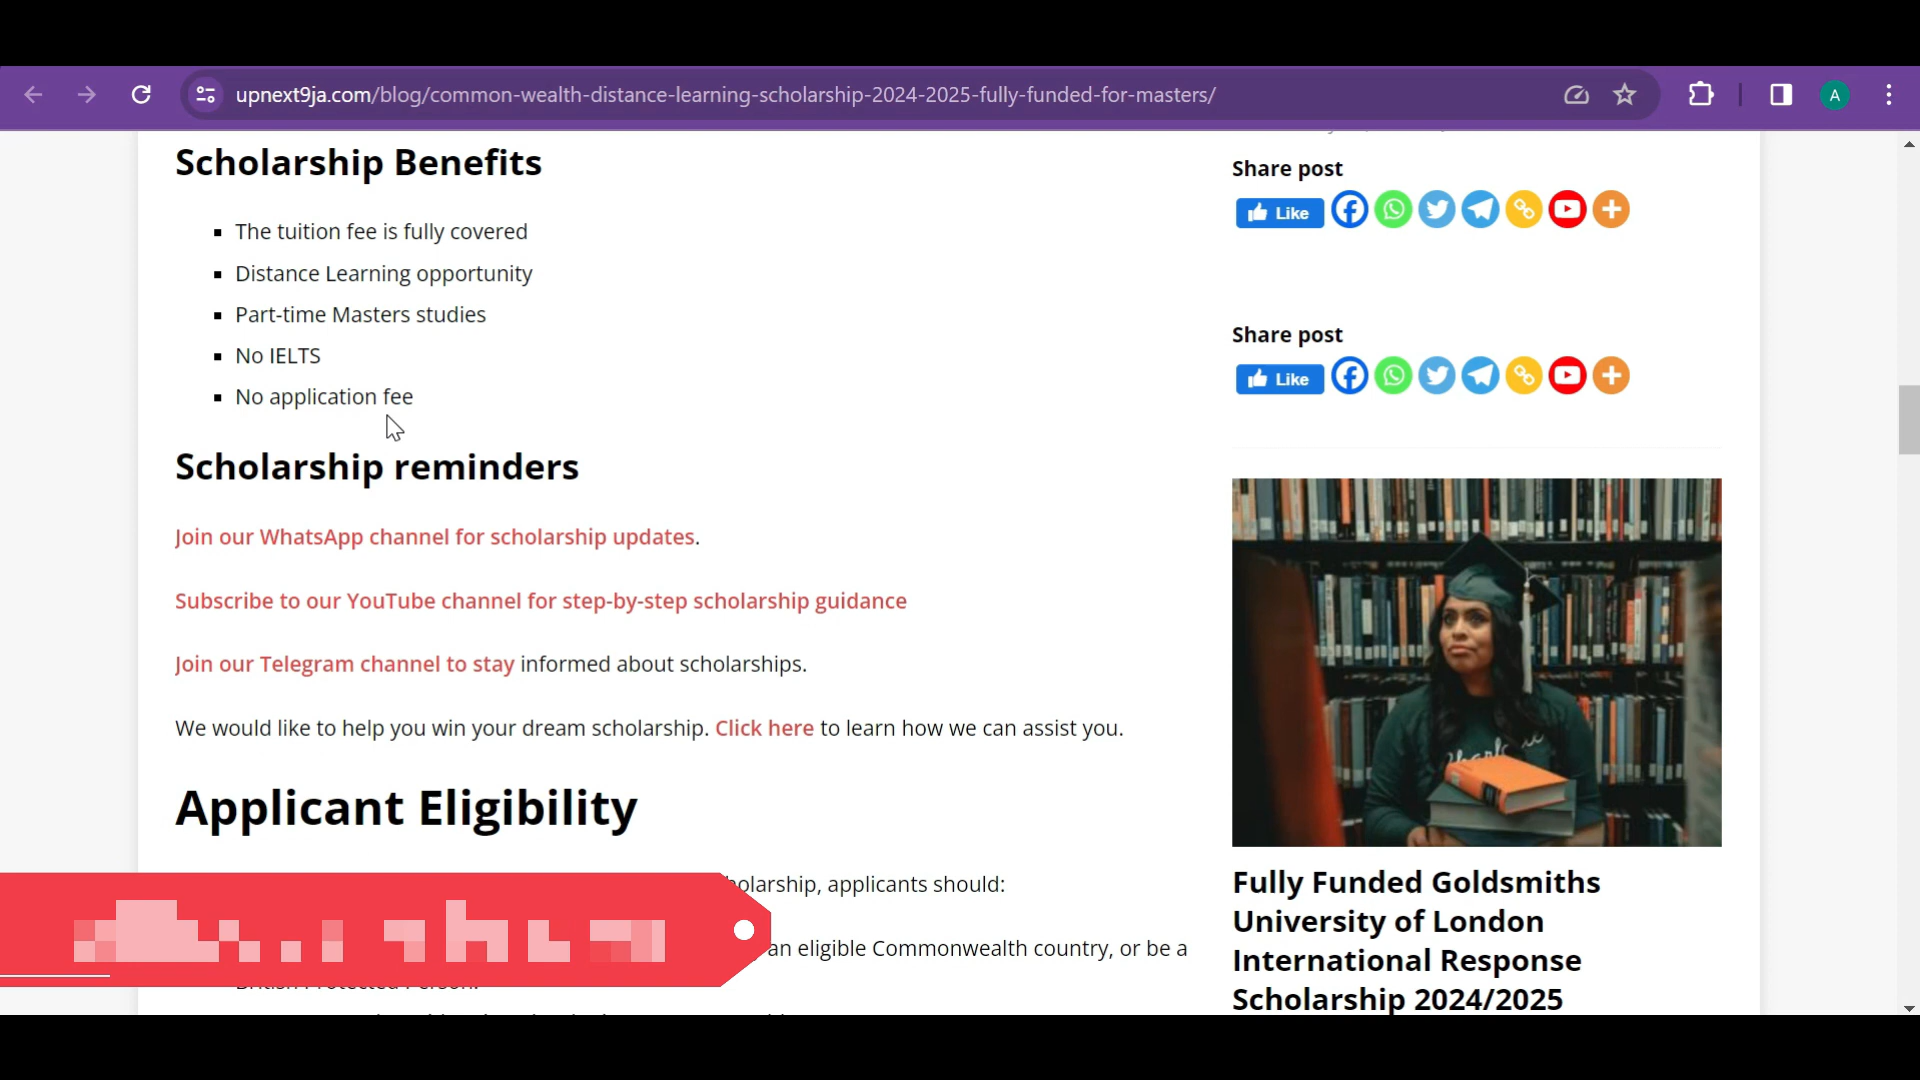 upnext9ja.com/blog/common-wealth-distance-learning-scholarship-2024-2025-fully-funded-for-masters/
A
Scholarship Benefits
The tuition fee is fully covered
Distance Learning opportunity
Part-time Masters studies
No IELTS
No application fee
Scholarship reminders
Join our WhatsApp channel for scholarship updates.
Subscribe to our YouTube channel for step-by-step scholarship guidance
Join our Telegram channel to stay informed about scholarships.
We would like to help you win your dream scholarship. Click here to learn how we can assist you.
Applicant Eligibility
scholarship, applicants should:
an eligible Commonwealth country, or be a
British Protected Person.
Share post
Like
Share post
Like
Fully Funded Goldsmiths
University of London
International Response
Scholarship 2024/2025